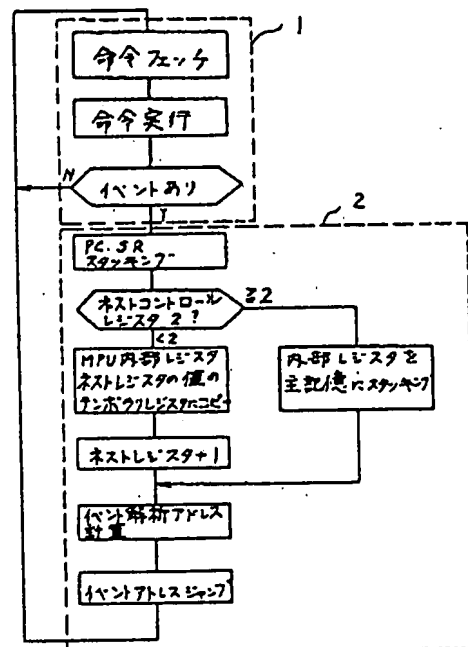 1
命令フェッチ
命令実行
N
イベントあり
Y
2
PC.SR
スタッキング
ネストコントロール
レジスタ2?
≧2
<2
MPU内部レジスタ
ネストレジスタの値の
テンポラリレジスタにコピー
内部レジスタを
主記憶にスタッキング
ネストレジスタ+1
イベント解析アドレス
計算
イベントアドレスジャンプ